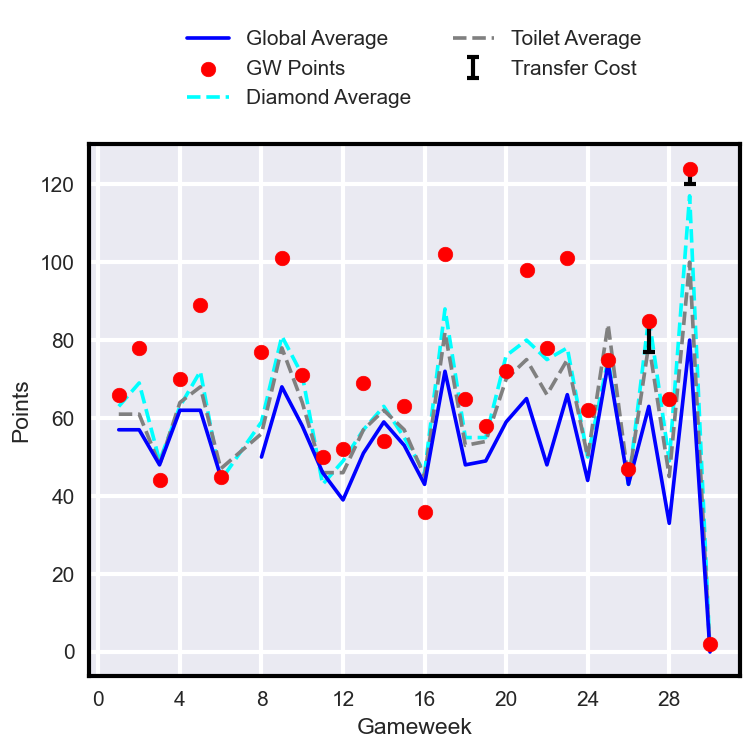 Global Average
GW Points
Diamond Average
Toilet Average
Transfer Cost
Points
120
100
80
60
40
20
0
0 4 8 12 16 20 24 28
Gameweek